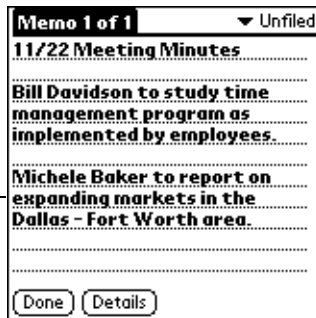 Memo 1 of 1
Unfiled
11/22 Meeting Minutes
Bill Davidson to study time
management program as
implemented by employees.
Michele Baker to report on
expanding markets in the
Dallas - Fort Worth area.
Done Details